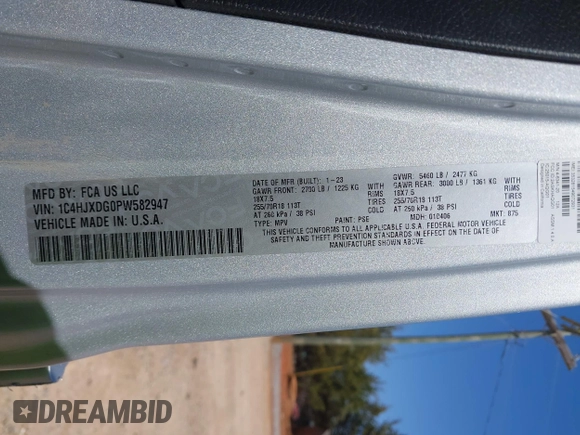 MFD BY: FCA US LLC
VIN: 1C4HJXDG0PW582947
VEHICLE MADE IN U.S.A.
DATE OF MFR (BUILT): 1-23
GAWR FRONT: 2700 LB / 1225 KG WITH
18X7.5 RIMS
255/75R18 113T TIRES
AT 260 kPa / 38 PSI COLD
TYPE: MPV PAINT: PSE
GVWR: 5460 LB / 2477 KG
GAWR REAR: 3000 LB / 1361 KG WITH
18X7.5 RIMS
255/75R18 113T TIRES
AT 260 kPa / 38 PSI COLD
MDH: 010406 MKT: 875
THIS VEHICLE CONFORMS TO ALL APPLICABLE U.S.A. FEDERAL MOTOR VEHICLE
SAFETY AND THEFT PREVENTION STANDARDS IN EFFECT ON THE DATE OF
MANUFACTURE SHOWN ABOVE.
DREAMBID